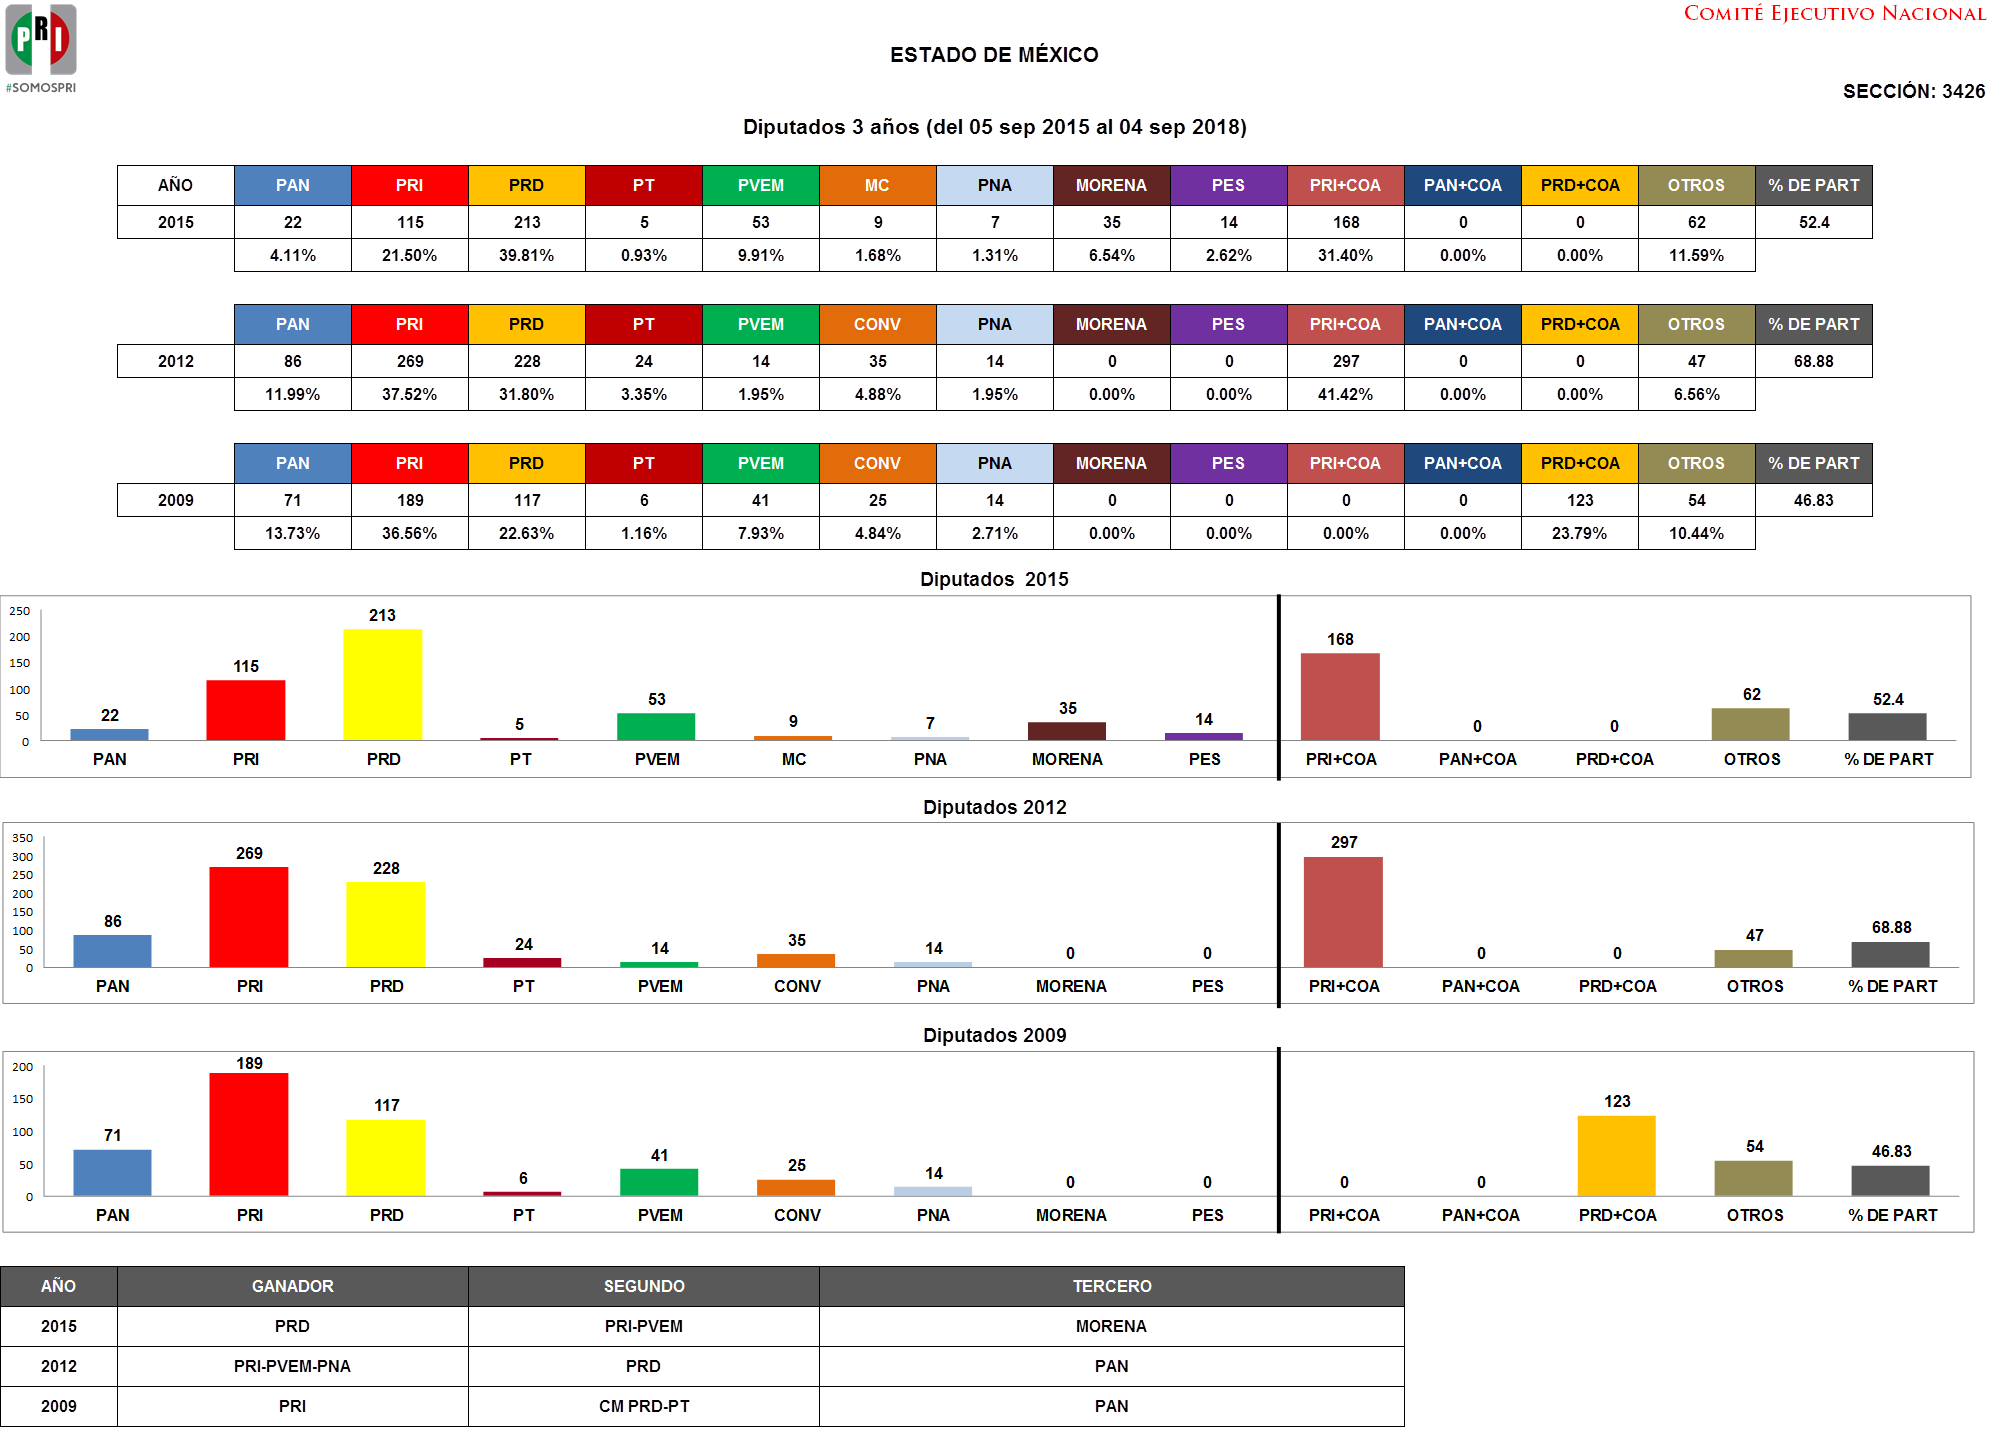 PRI
#SOMOSPRI
COMITÉ EJECUTIVO NACIONAL
ESTADO DE MÉXICO
SECCIÓN: 3426
Diputados 3 años (del 05 sep 2015 al 04 sep 2018)
AÑO PAN PRI PRD PT PVEM MC PNA MORENA PES PRI+COA PAN+COA PRD+COA OTROS % DE PART
2015 22 115 213 5 53 9 7 35 14 168 0 0 62 52.4
4.11% 21.50% 39.81% 0.93% 9.91% 1.68% 1.31% 6.54% 2.62% 31.40% 0.00% 0.00% 11.59%
PAN PRI PRD PT PVEM CONV PNA MORENA PES PRI+COA PAN+COA PRD+COA OTROS % DE PART
2012 86 269 228 24 14 35 14 0 0 297 0 0 47 68.88
11.99% 37.52% 31.80% 3.35% 1.95% 4.88% 1.95% 0.00% 0.00% 41.42% 0.00% 0.00% 6.56%
PAN PRI PRD PT PVEM CONV PNA MORENA PES PRI+COA PAN+COA PRD+COA OTROS % DE PART
2009 71 189 117 6 41 25 14 0 0 0 0 123 54 46.83
13.73% 36.56% 22.63% 1.16% 7.93% 4.84% 2.71% 0.00% 0.00% 0.00% 0.00% 23.79% 10.44%
Diputados 2015
250
200
150
100
50
0
22 115 213 5 53 9 7 35 14 168 0 0 62 52.4
PAN PRI PRD PT PVEM MC PNA MORENA PES PRI+COA PAN+COA PRD+COA OTROS % DE PART
Diputados 2012
350
300
250
200
150
100
50
0
86 269 228 24 14 35 14 0 0 297 0 0 47 68.88
PAN PRI PRD PT PVEM CONV PNA MORENA PES PRI+COA PAN+COA PRD+COA OTROS % DE PART
Diputados 2009
200
150
100
50
0
71 189 117 6 41 25 14 0 0 0 0 123 54 46.83
PAN PRI PRD PT PVEM CONV PNA MORENA PES PRI+COA PAN+COA PRD+COA OTROS % DE PART
AÑO GANADOR SEGUNDO TERCERO
2015 PRD PRI-PVEM MORENA
2012 PRI-PVEM-PNA PRD PAN
2009 PRI CM PRD-PT PAN